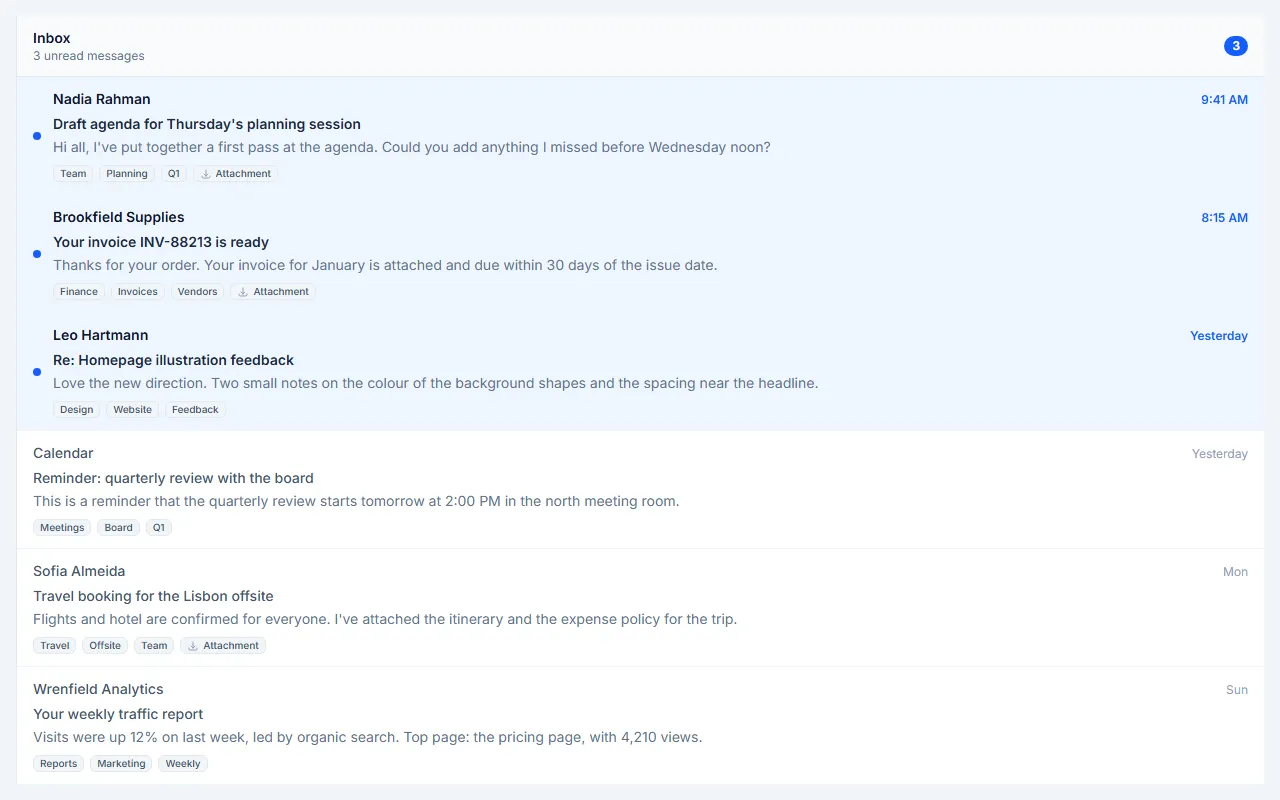 Inbox
3 unread messages
3
Nadia Rahman
9:41 AM
Draft agenda for Thursday's planning session
Hi all, I've put together a first pass at the agenda. Could you add anything I missed before Wednesday noon?
Team Planning Q1 Attachment
Brookfield Supplies
8:15 AM
Your invoice INV-88213 is ready
Thanks for your order. Your invoice for January is attached and due within 30 days of the issue date.
Finance Invoices Vendors Attachment
Leo Hartmann
Yesterday
Re: Homepage illustration feedback
Love the new direction. Two small notes on the colour of the background shapes and the spacing near the headline.
Design Website Feedback
Calendar
Yesterday
Reminder: quarterly review with the board
This is a reminder that the quarterly review starts tomorrow at 2:00 PM in the north meeting room.
Meetings Board Q1
Sofia Almeida
Mon
Travel booking for the Lisbon offsite
Flights and hotel are confirmed for everyone. I've attached the itinerary and the expense policy for the trip.
Travel Offsite Team Attachment
Wrenfield Analytics
Sun
Your weekly traffic report
Visits were up 12% on last week, led by organic search. Top page: the pricing page, with 4,210 views.
Reports Marketing Weekly